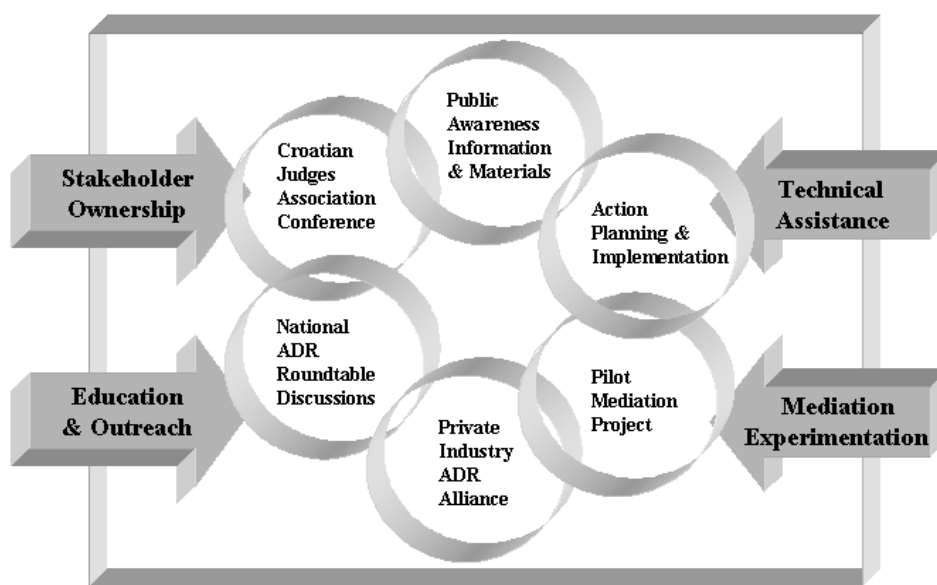 Stakeholder
Ownership
Croatian
Judges
Association
Conference
Public
Awareness
Information
& Materials
Action
Planning &
Implementation
Technical
Assistance
Education
& Outreach
National
ADR
Roundtable
Discussions
Private
Industry
ADR
Alliance
Pilot
Mediation
Project
Mediation
Experimentation